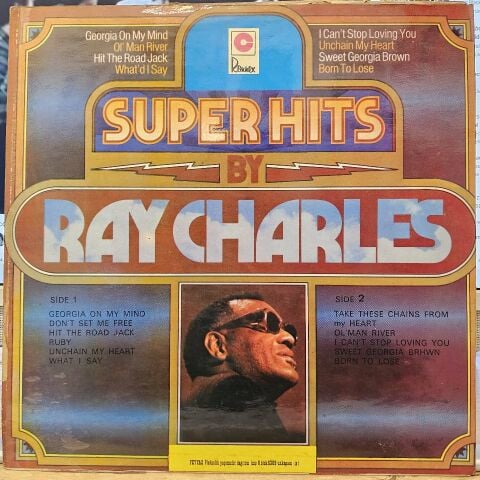 Georgia On My Mind
Ol' Man River
Hit The Road Jack
What'd I Say
I Can't Stop Loving You
Unchain My Heart
Sweet Georgia Brown
Born To Lose
SUPER HITS
BY
RAY CHARLES
SIDE 1
GEORGIA ON MY MIND
DON'T SET ME FREE
HIT THE ROAD JACK
RUBY
UNCHAIN MY HEART
WHAT I SAY
SIDE 2
TAKE THESE CHAINS FROM
my HEART
OL' MAN RIVER
I CAN'T STOP LOVING YOU
SWEET GEORGIA BRHWN
BORN TO LOSE